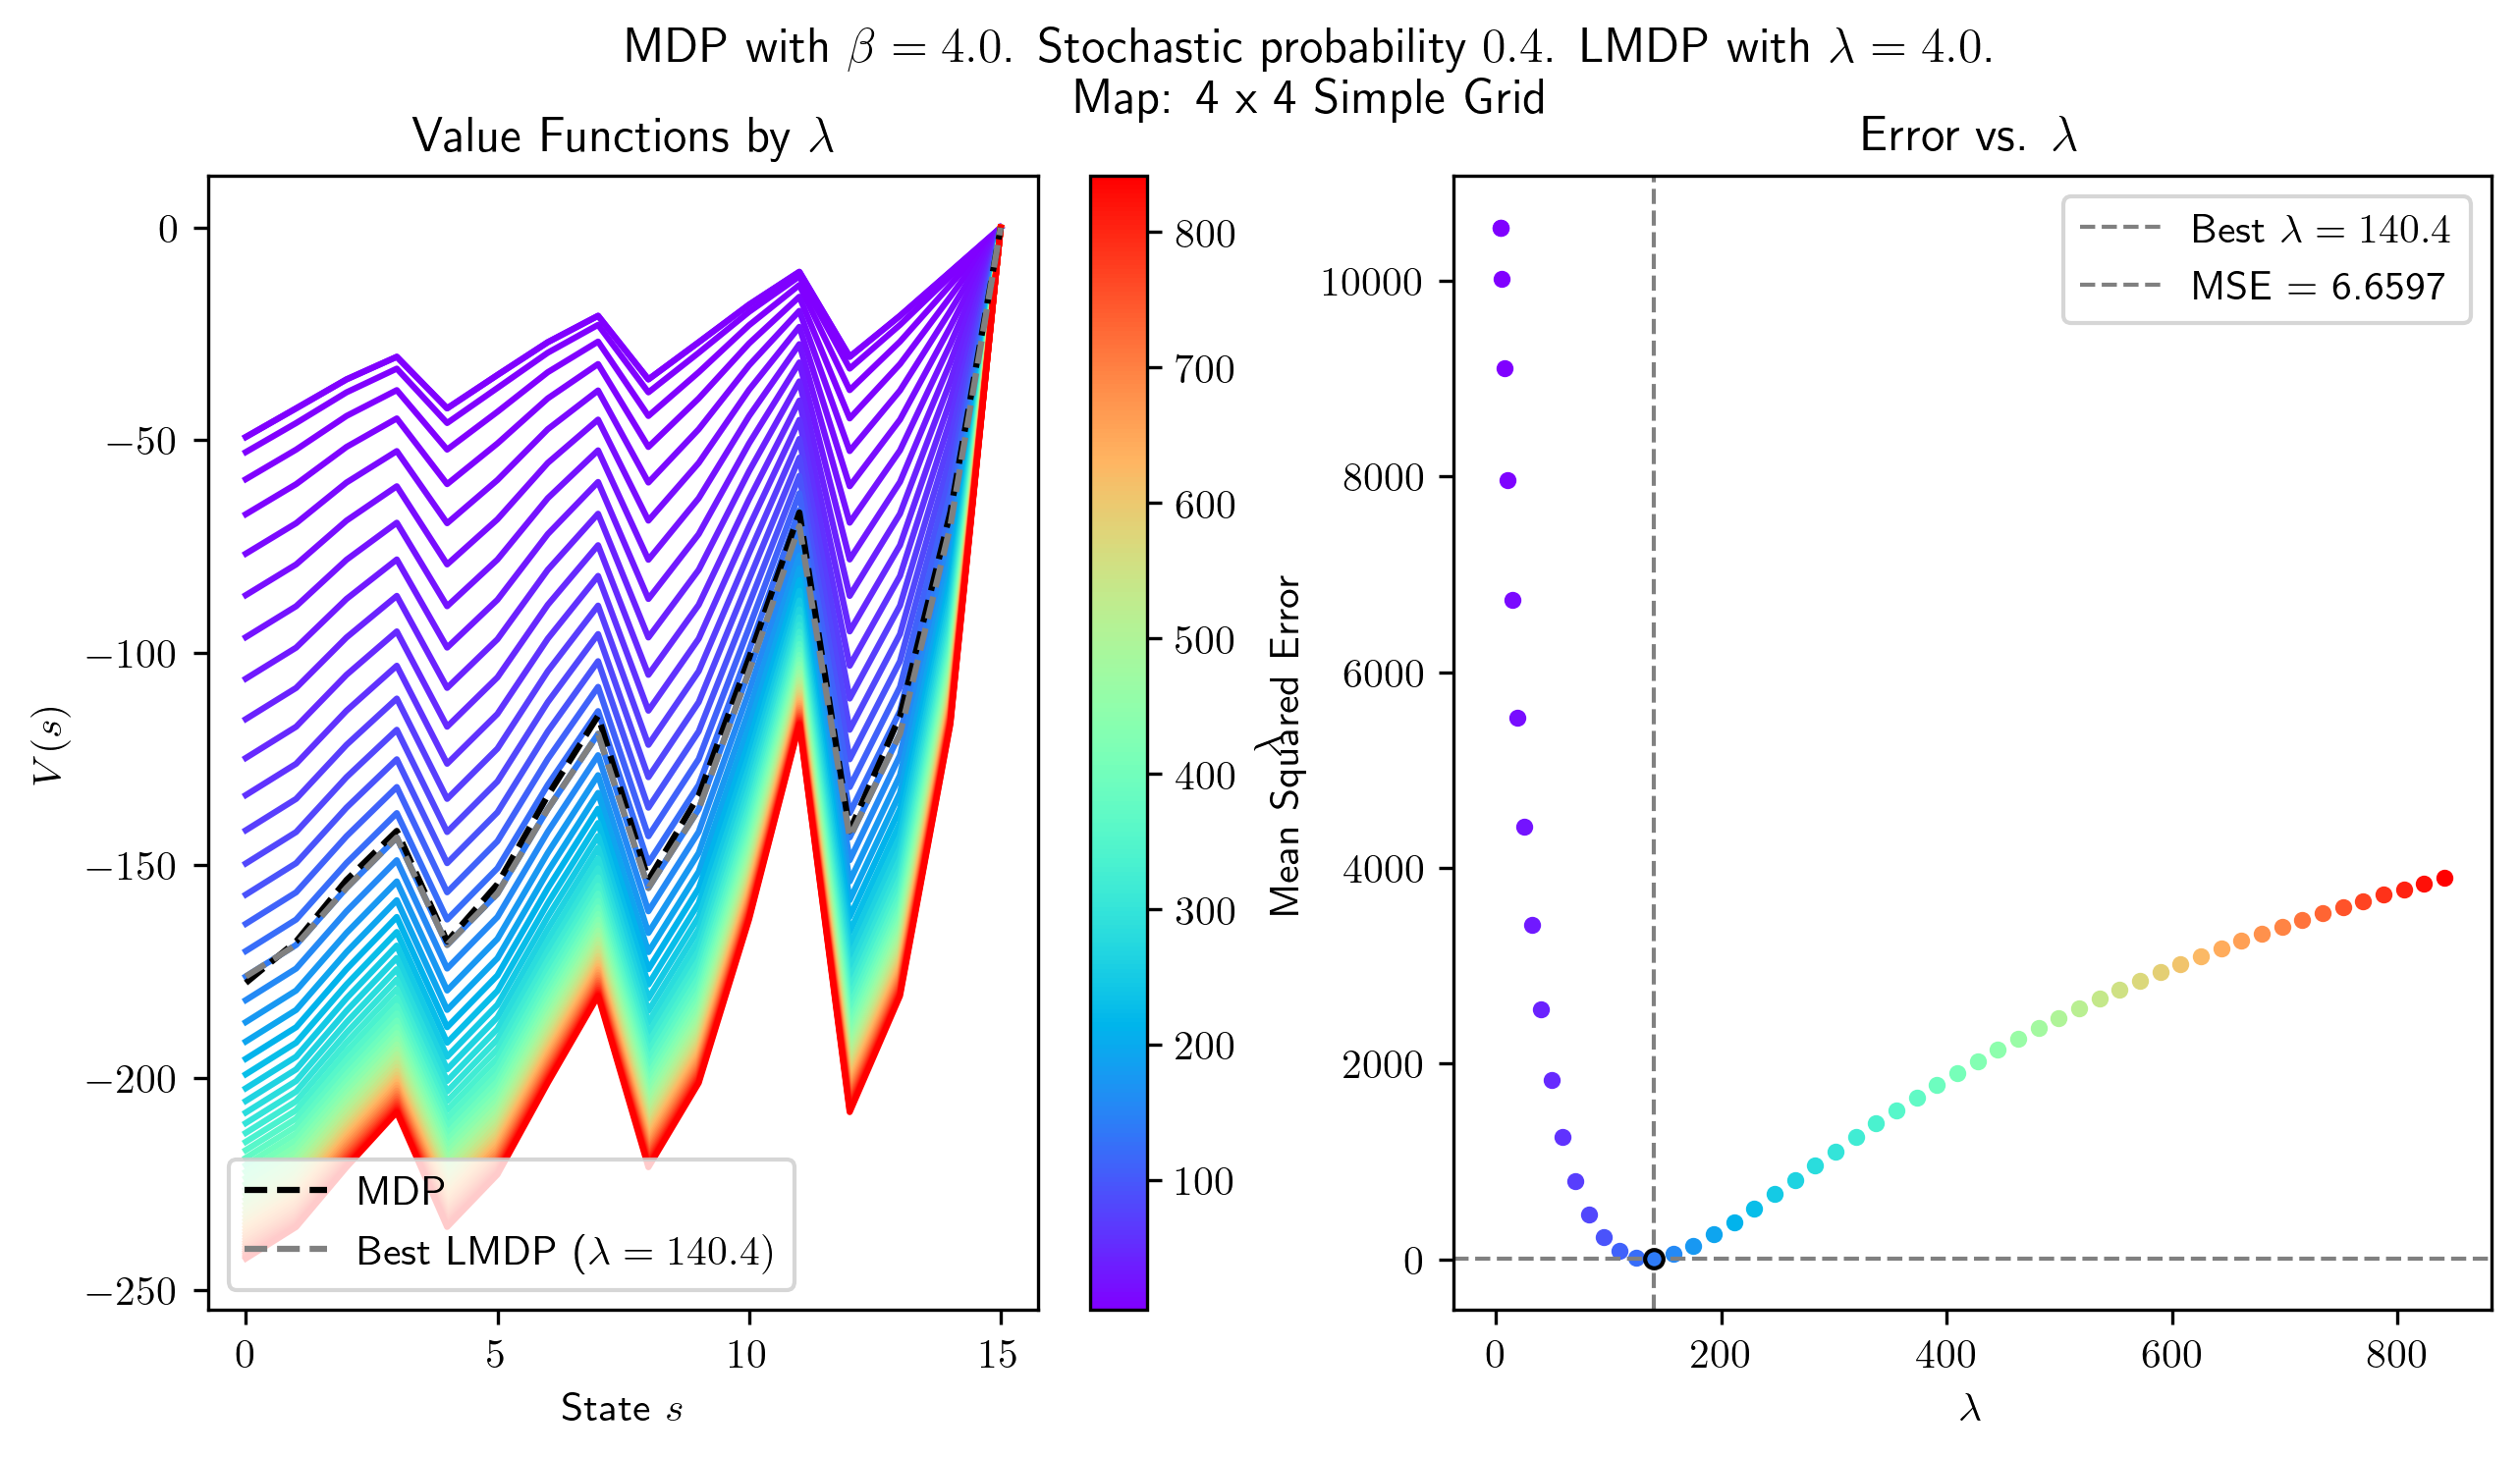 MDP with β = 4.0. Stochastic probability 0.4. LMDP with λ = 4.0.
Map: 4 x 4 Simple Grid
Value Functions by λ
0
−50
−100
−150
−200
−250
V(s)
0
5
10
15
State s
MDP
Best LMDP (λ = 140.4)
800
700
600
500
400
300
200
100
λ
Error vs. λ
Mean Squared Error
10000
8000
6000
4000
2000
0
0
200
400
600
800
λ
Best λ = 140.4
MSE = 6.6597